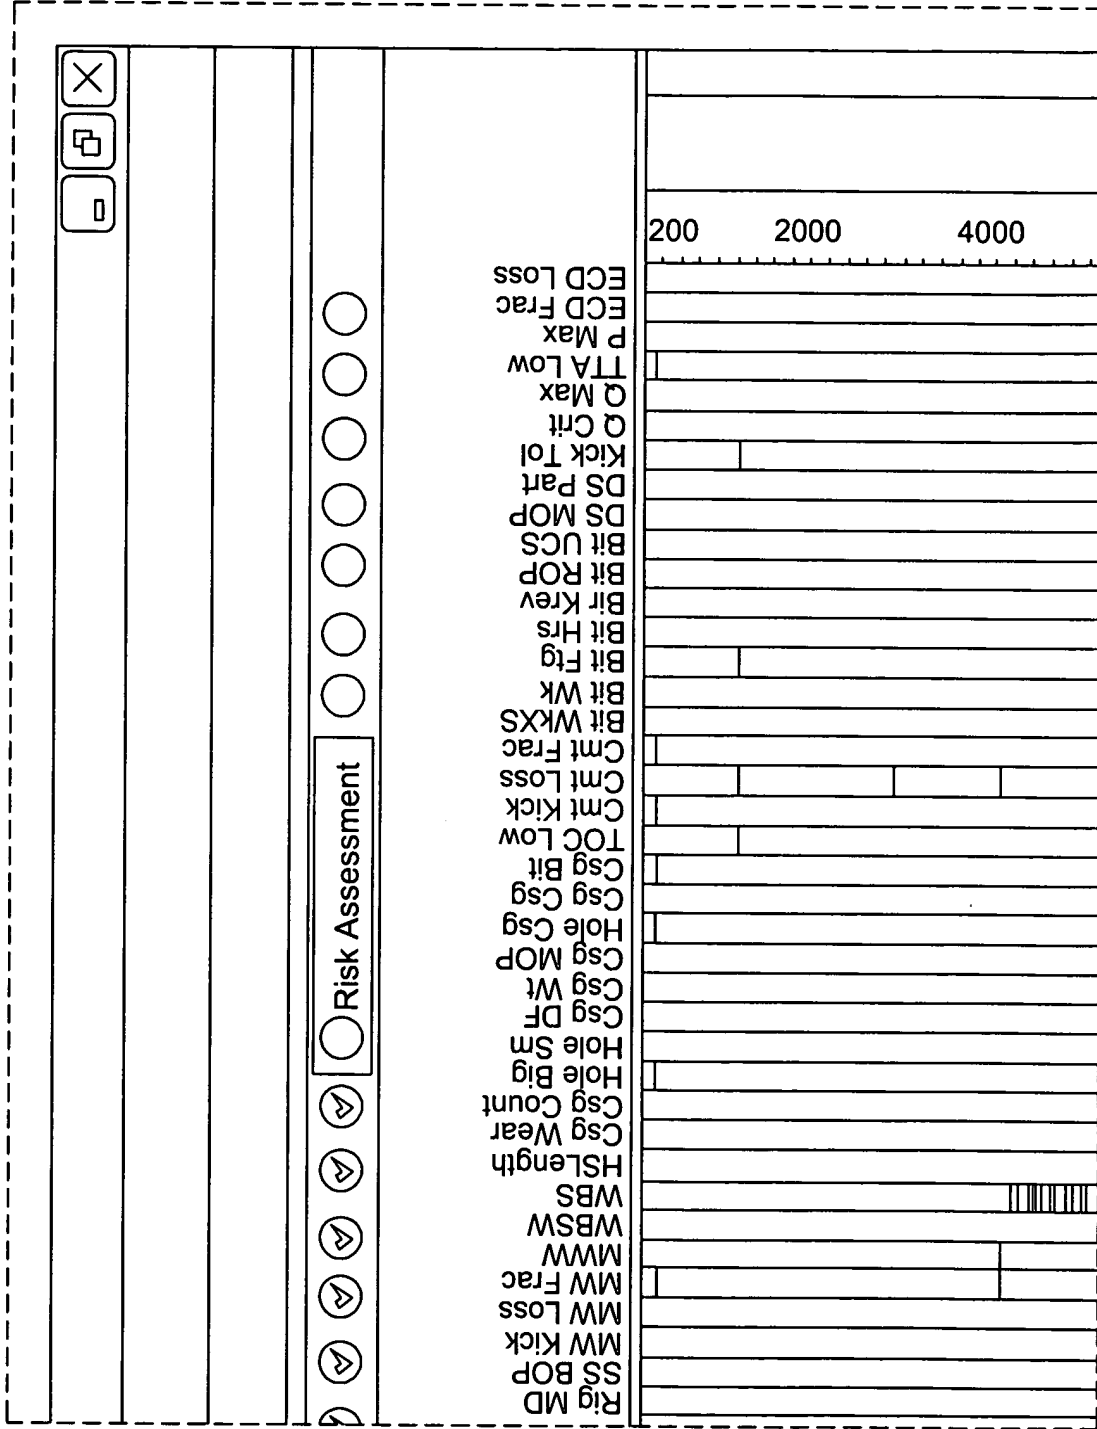 Risk Assessment
200 2000 4000
ECD Loss
ECD Frac
P Max
TTA Low
Q Max
Q Crit
Kick Tol
DS Part
DS MOP
Bit UCS
Bit ROP
Bir Krev
Bit Hrs
Bit Ftg
Bit Wk
Bit WkXS
Cmt Frac
Cmt Loss
Cmt Kick
TOC Low
Csg Bit
Csg Csg
Hole Csg
Csg MOP
Csg Wt
Csg DF
Hole Sm
Hole Big
Csg Count
Csg Wear
HSLength
WBS
WBSW
MWW
MW Frac
MW Loss
MW Kick
SS BOP
Rig MD